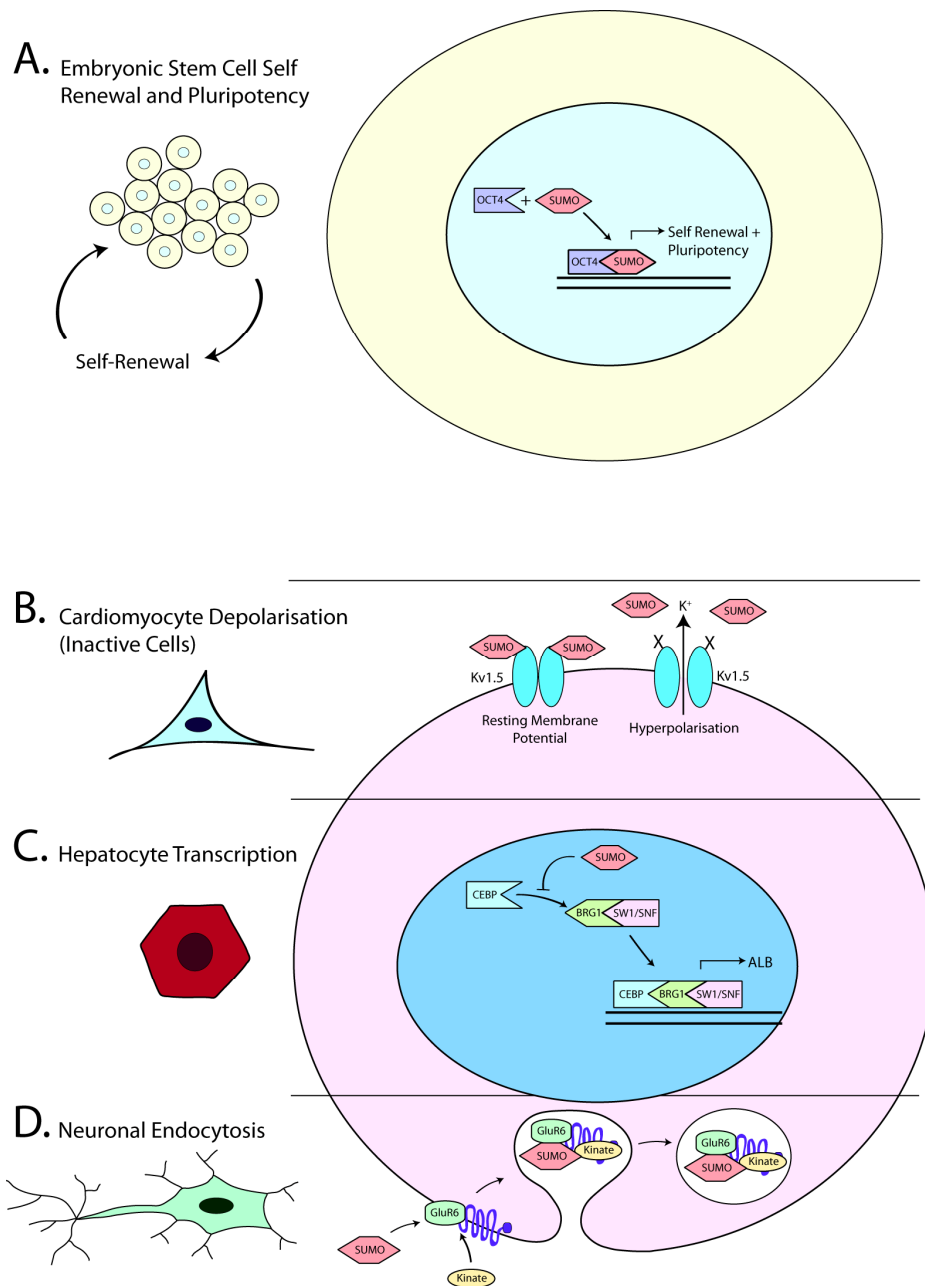 A. Embryonic Stem Cell Self
Renewal and Pluripotency
OCT4
+
SUMO
Self Renewal +
Pluripotency
OCT4
SUMO
Self-Renewal
B. Cardiomyocyte Depolarisation
(Inactive Cells)
SUMO
K+
SUMO
SUMO
SUMO
X
X
Kv1.5
Kv1.5
Resting Membrane
Potential
Hyperpolarisation
C. Hepatocyte Transcription
SUMO
CEBP
BRG1
SW1/SNF
ALB
CEBP
BRG1
SW1/SNF
D. Neuronal Endocytosis
GluR6
SUMO
Kinate
GluR6
SUMO
Kinate
GluR6
SUMO
Kinate